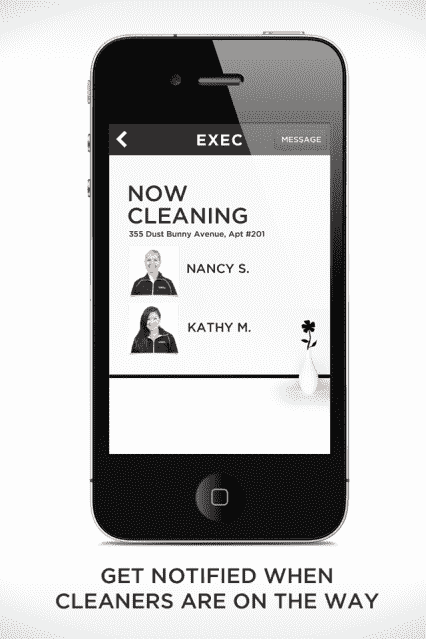 EXEC
MESSAGE
NOW
CLEANING
355 Dust Bunny Avenue, Apt #201
NANCY S.
KATHY M.
GET NOTIFIED WHEN
CLEANERS ARE ON THE WAY